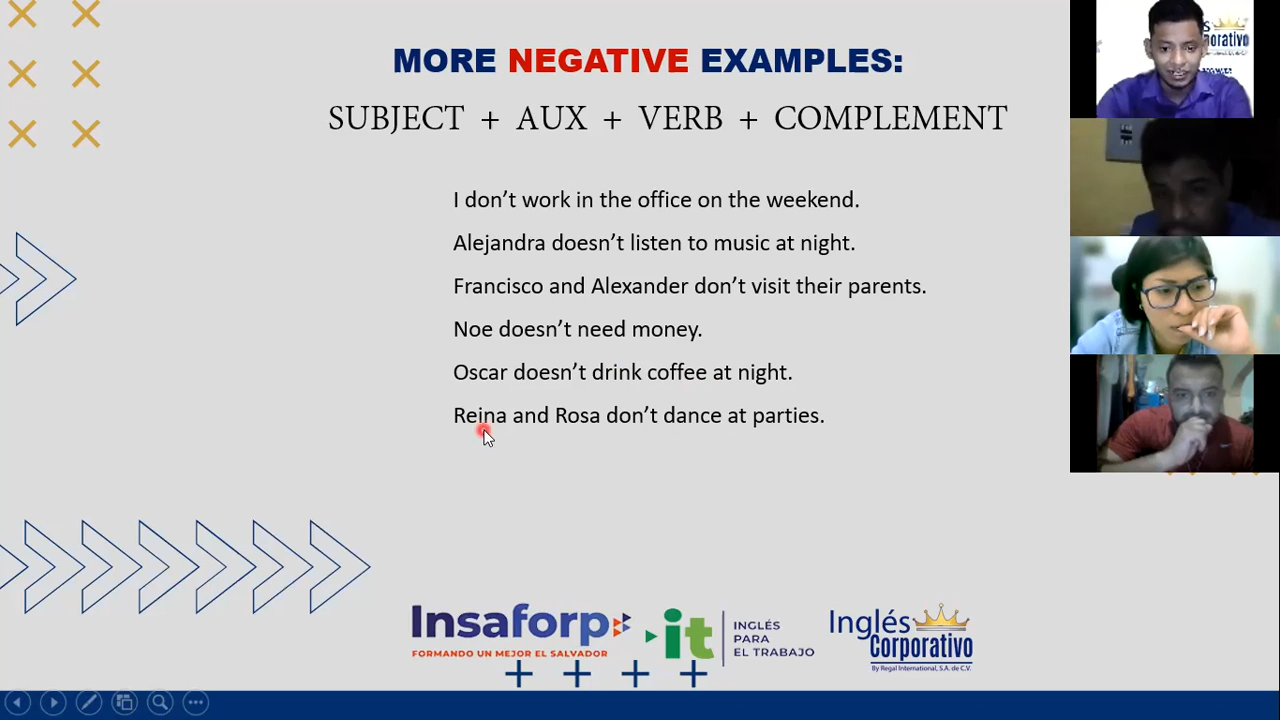 MORE NEGATIVE EXAMPLES:
SUBJECT + AUX + VERB + COMPLEMENT
I don’t work in the office on the weekend.
Alejandra doesn’t listen to music at night.
Francisco and Alexander don’t visit their parents.
Noe doesn’t need money.
Oscar doesn’t drink coffee at night.
Reina and Rosa don’t dance at parties.
Insaforp
FORMANDO UN MEJOR EL SALVADOR
it
INGLÉS
PARA
EL TRABAJO
Inglés
Corporativo
By Regal International, S.A. de C.V.